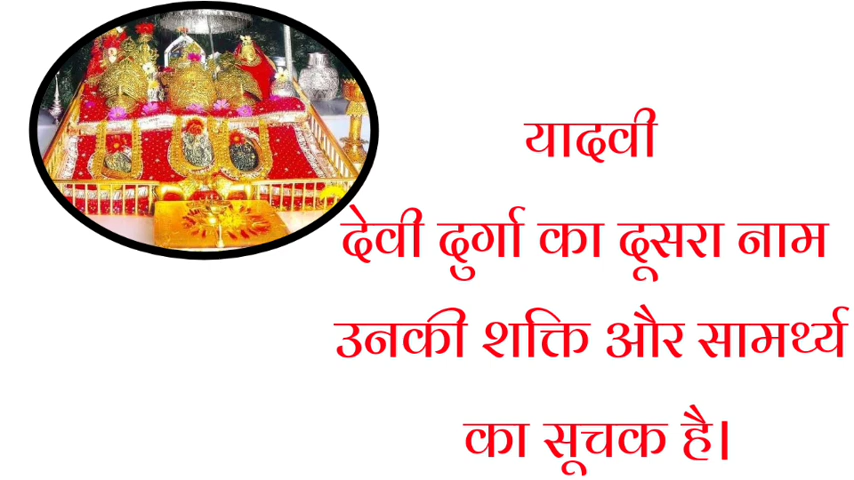 यादवी
देवी दुर्गा का दूसरा नाम
उनकी शक्ति और सामर्थ्य
का सूचक है।